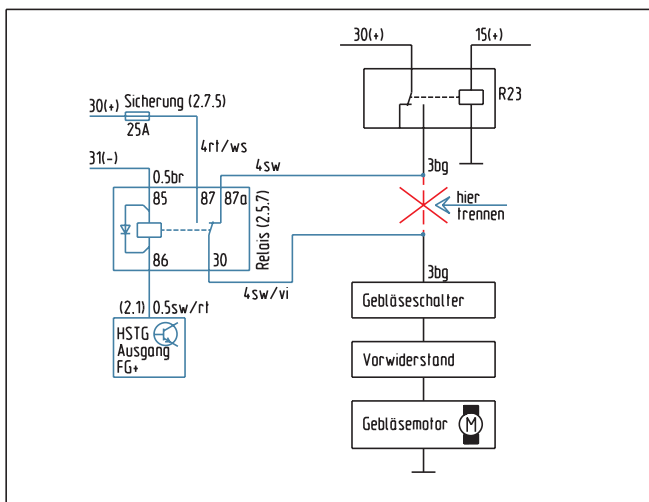 30(+)
15(+)
R23
Sicherung (2.7.5)
30(+)
25A
4rt/ws
31(-)
0.5br
4sw
3bg
85
87
87a
hier
trennen
Relais (2.5.7)
86
30
4sw/vi
3bg
(2.1)
0.5sw/rt
HSTG
Ausgang
FG+
Gebläseschalter
Vorwiderstand
Gebläsemotor
M